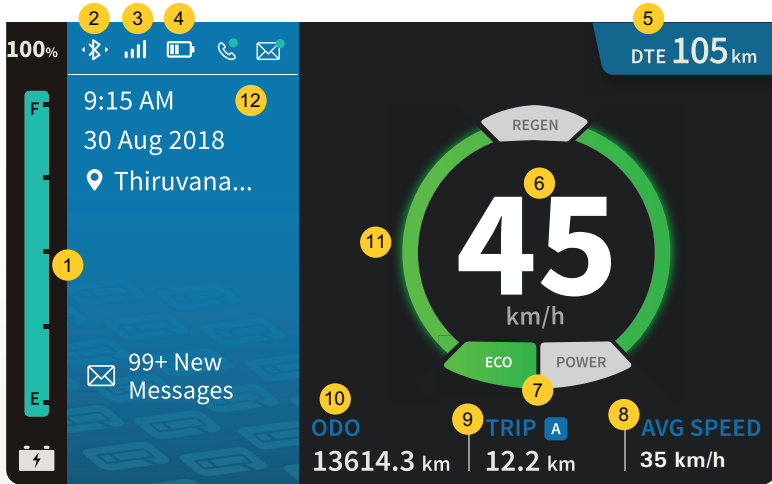 2
3
4
5
100%
DTE 105 km
F
9:15 AM
12
30 Aug 2018
Thiruvana...
REGEN
6
45
11
km/h
1
99+ New
Messages
ECO
POWER
7
E
10
9
8
ODO
TRIP A
AVG SPEED
13614.3 km
12.2 km
35 km/h